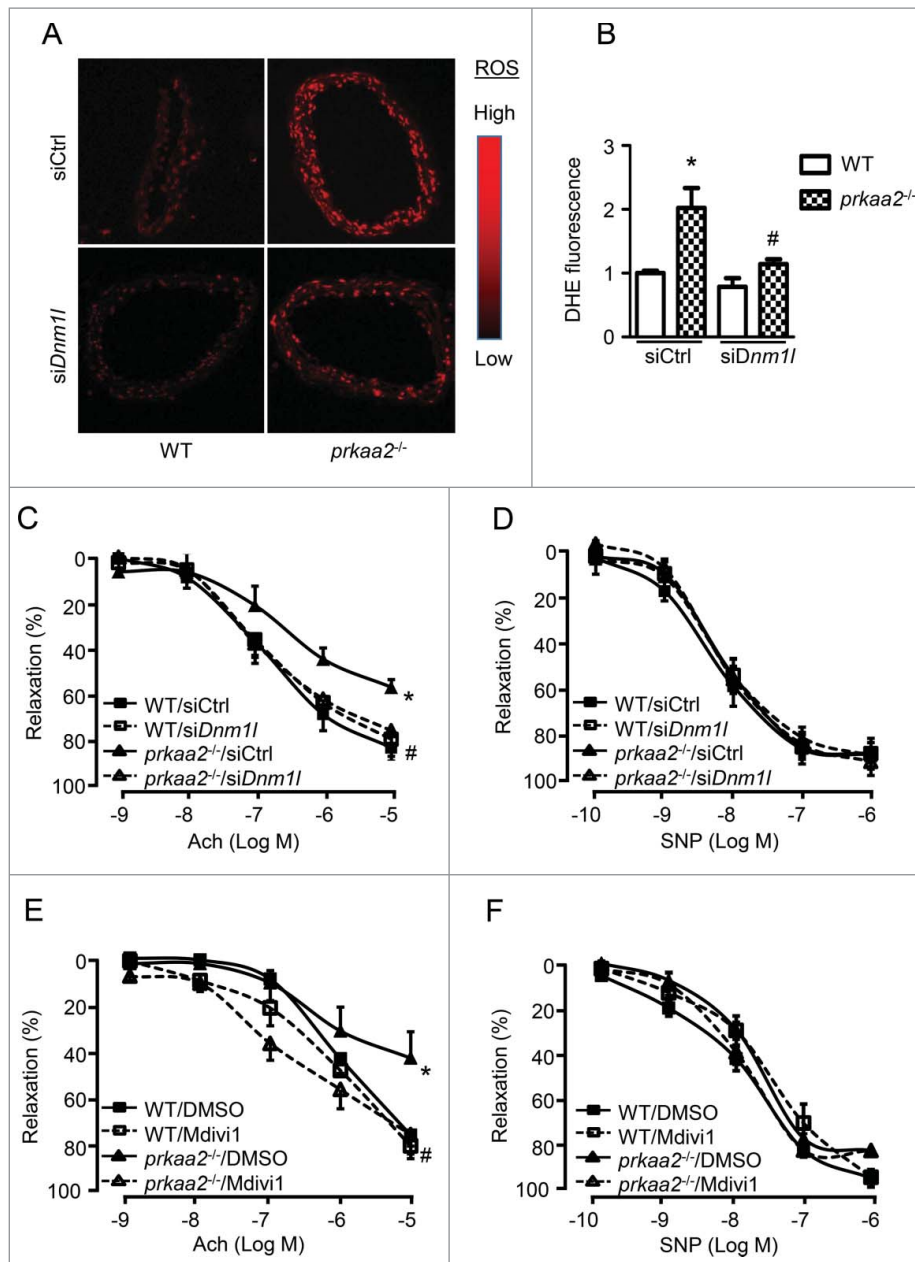 A
ROS
siCtrl
High
siDnm1l
Low
WT
prkaa2-/-
B
DHE fluorescence
3
2
1
0
*
#
WT
prkaa2-/-
siCtrl
siDnm1l
C
Relaxation (%)
0
20
40
60
80
100
*
#
WT/siCtrl
WT/siDnm1l
prkaa2-/-/siCtrl
prkaa2-/-/siDnm1l
-9 -8 -7 -6 -5
Ach (Log M)
D
Relaxation (%)
0
20
40
60
80
100
WT/siCtrl
WT/siDnm1l
prkaa2-/-/siCtrl
prkaa2-/-/siDnm1l
-10 -9 -8 -7 -6
SNP (Log M)
E
Relaxation (%)
0
20
40
60
80
100
*
#
WT/DMSO
WT/Mdivi1
prkaa2-/-/DMSO
prkaa2-/-/Mdivi1
-9 -8 -7 -6 -5
Ach (Log M)
F
Relaxation (%)
0
20
40
60
80
100
WT/DMSO
WT/Mdivi1
prkaa2-/-/DMSO
prkaa2-/-/Mdivi1
-10 -9 -8 -7 -6
SNP (Log M)